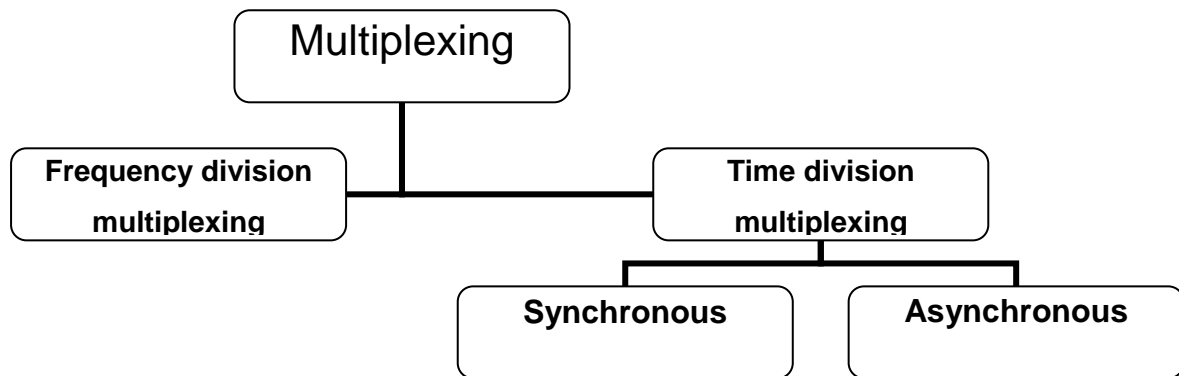 Multiplexing
Frequency division
multiplexing
Time division
multiplexing
Synchronous
Asynchronous